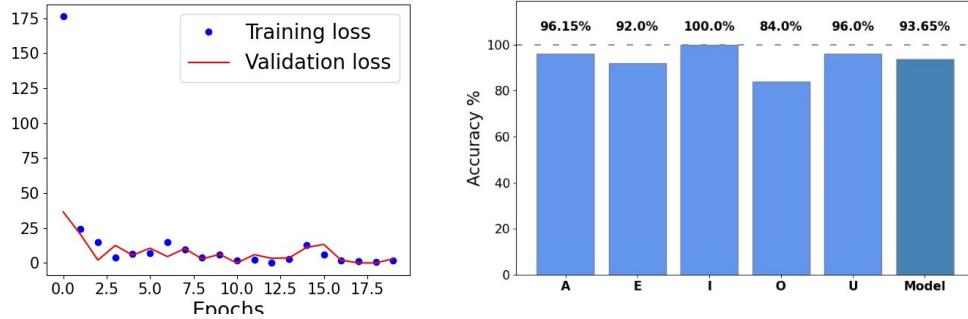 175
150
125
100
75
50
25
0
0.0 2.5 5.0 7.5 10.0 12.5 15.0 17.5
Epochs
Training loss
Validation loss
96.15% 92.0% 100.0% 84.0% 96.0% 93.65%
Accuracy %
100
80
60
40
20
0
A E I O U Model